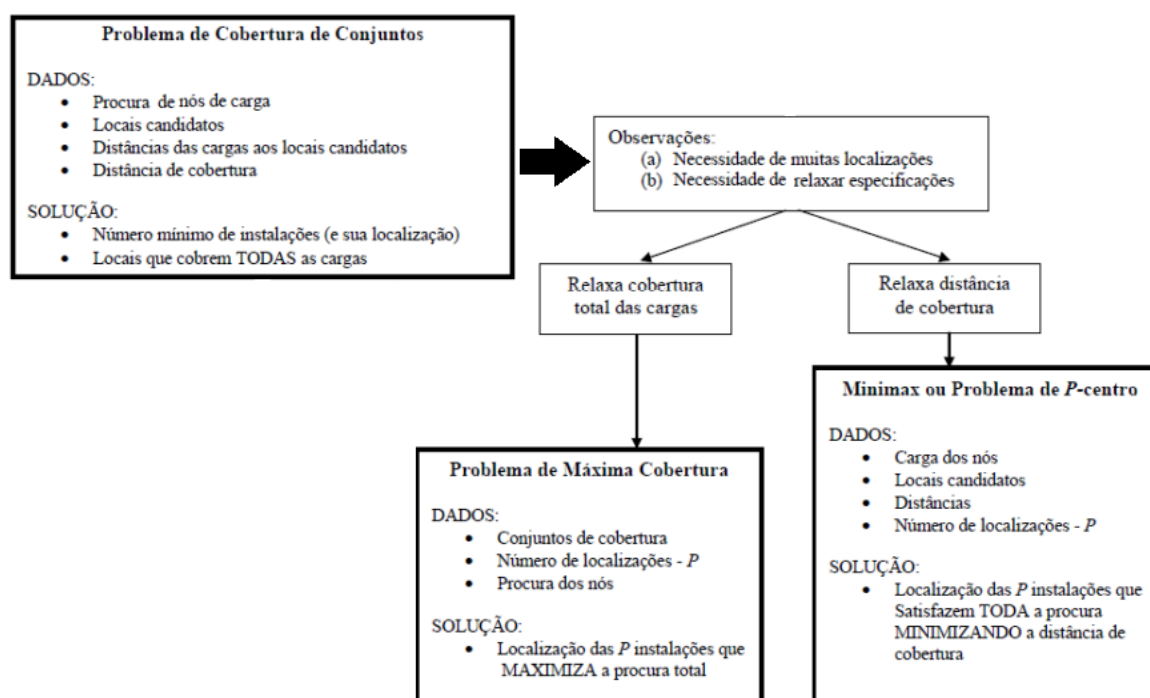 Problema de Cobertura de Conjuntos
DADOS:
• Procura de nós de carga
• Locais candidatos
• Distâncias das cargas aos locais candidatos
• Distância de cobertura
SOLUÇÃO:
• Número mínimo de instalações (e sua localização)
• Locais que cobrem TODAS as cargas
Observações:
(a) Necessidade de muitas localizações
(b) Necessidade de relaxar especificações
Relaxa cobertura
total das cargas
Relaxa distância
de cobertura
Problema de Máxima Cobertura
DADOS:
• Conjuntos de cobertura
• Número de localizações - P
• Procura dos nós
SOLUÇÃO:
• Localização das P instalações que
MAXIMIZA a procura total
Minimax ou Problema de P-centro
DADOS:
• Carga dos nós
• Locais candidatos
• Distâncias
• Número de localizações - P
SOLUÇÃO:
• Localização das P instalações que
Satisfazem TODA a procura
MINIMIZANDO a distância de
cobertura